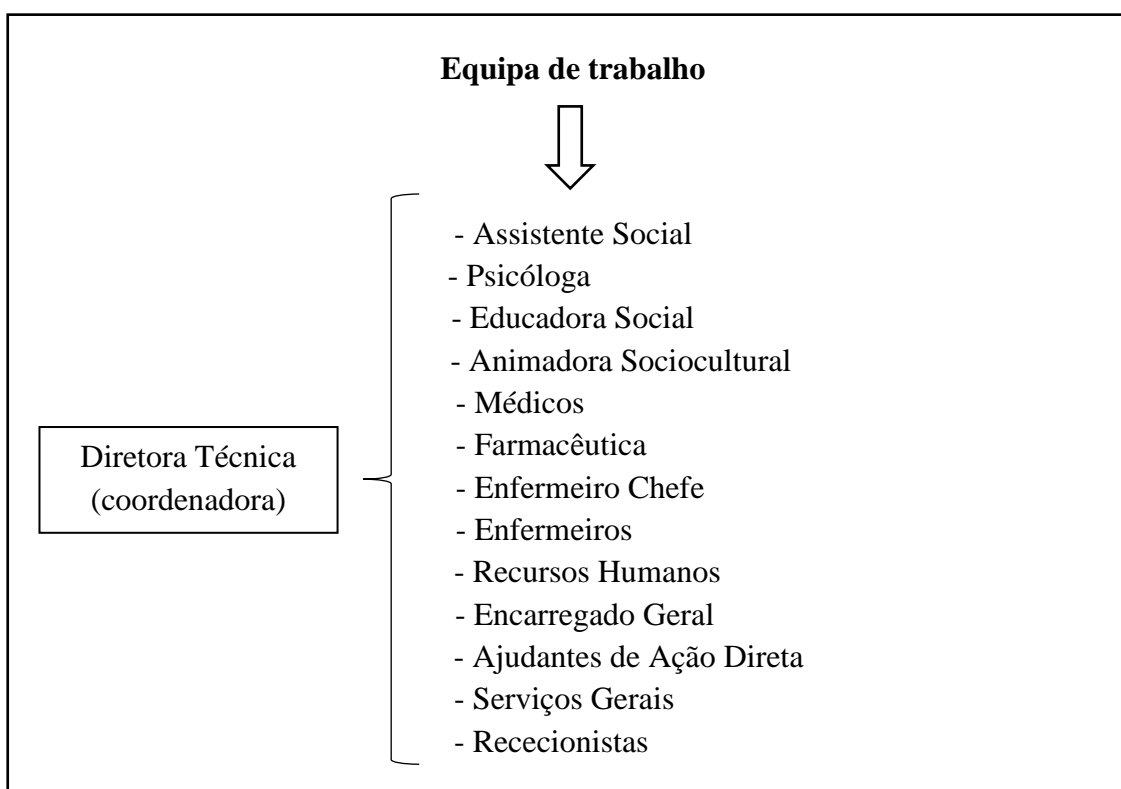 Equipa de trabalho
- Assistente Social
- Psicóloga
- Educadora Social
- Animadora Sociocultural
- Médicos
- Farmacêutica
- Enfermeiro Chefe
- Enfermeiros
- Recursos Humanos
- Encarregado Geral
- Ajudantes de Ação Direta
- Serviços Gerais
- Rececionistas
Diretora Técnica
(coordenadora)